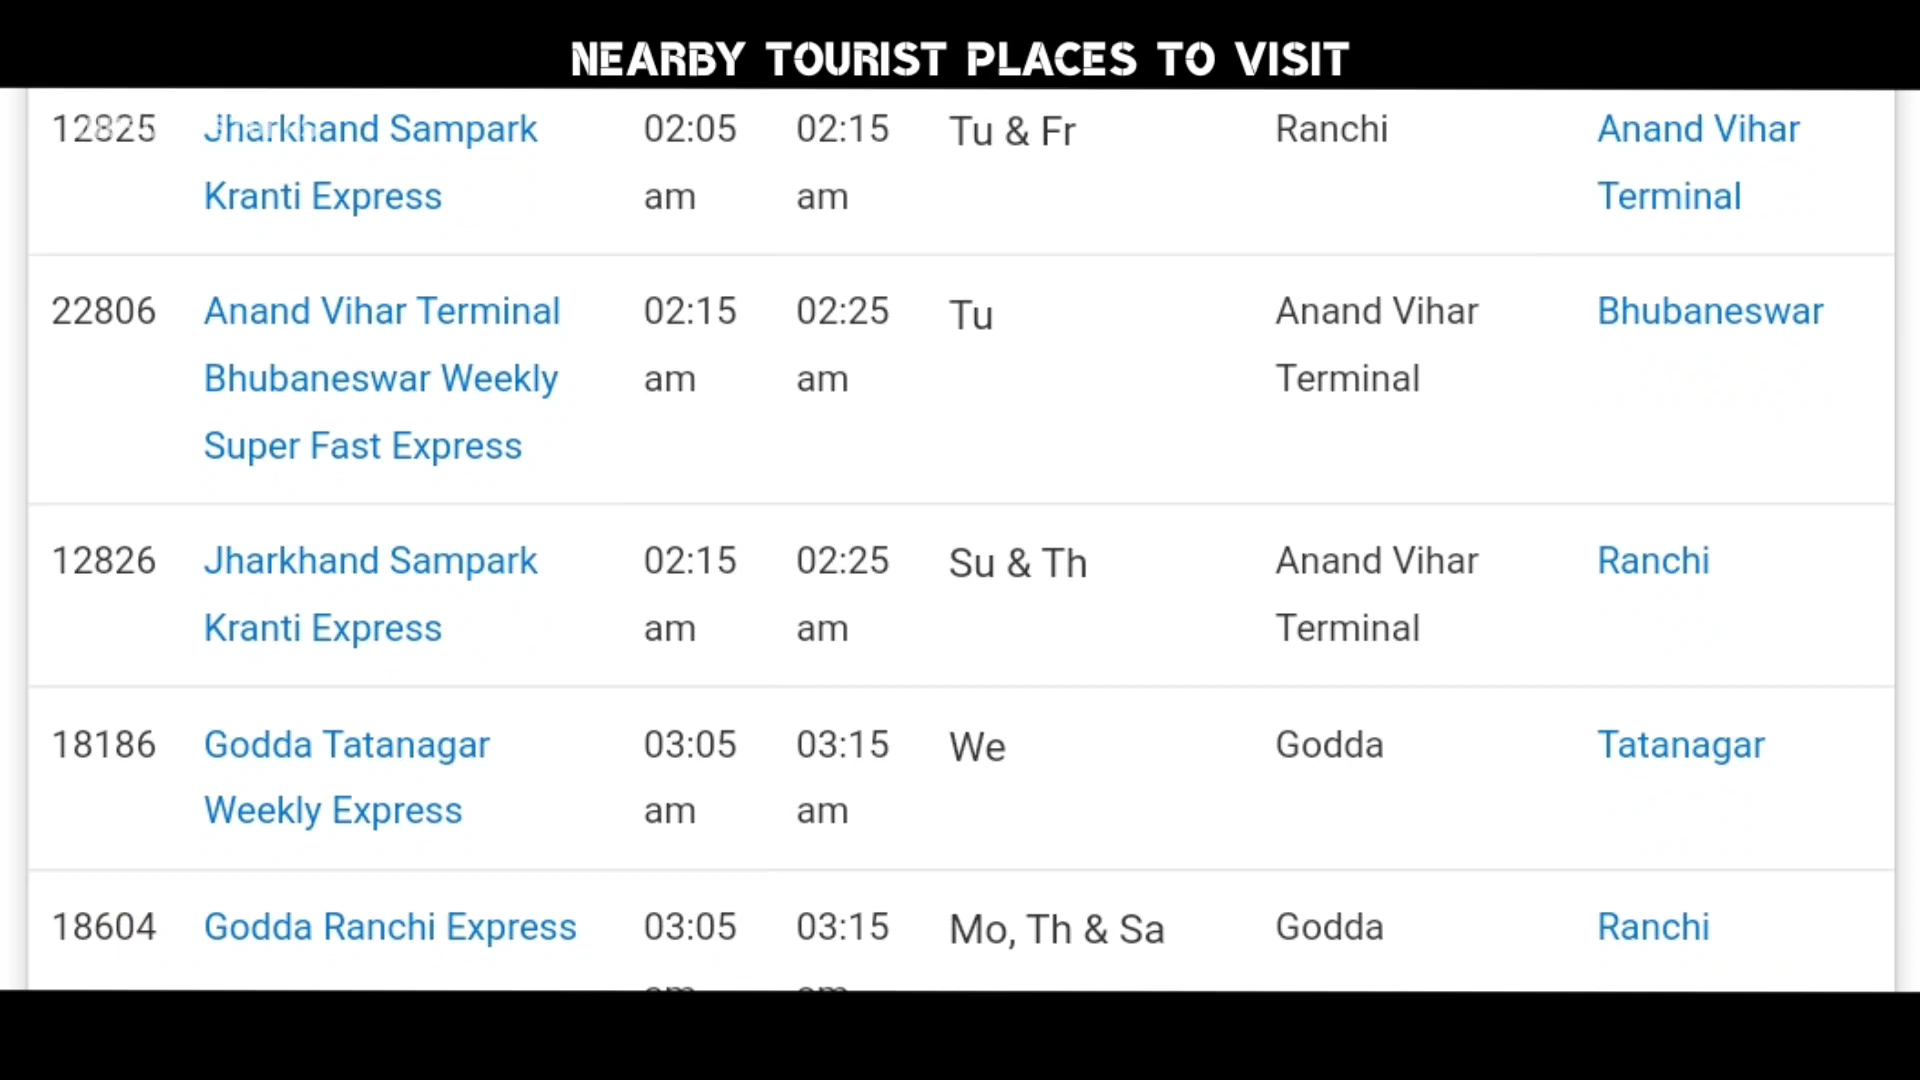 NEARBY TOURIST PLACES TO VISIT
12825 Jharkhand Sampark 02:05 02:15 Tu & Fr Ranchi Anand Vihar
Kranti Express am am Terminal
22806 Anand Vihar Terminal 02:15 02:25 Tu Anand Vihar Bhubaneswar
Bhubaneswar Weekly am am Terminal
Super Fast Express
12826 Jharkhand Sampark 02:15 02:25 Su & Th Anand Vihar Ranchi
Kranti Express am am Terminal
18186 Godda Tatanagar 03:05 03:15 We Godda Tatanagar
Weekly Express am am
18604 Godda Ranchi Express 03:05 03:15 Mo, Th & Sa Godda Ranchi